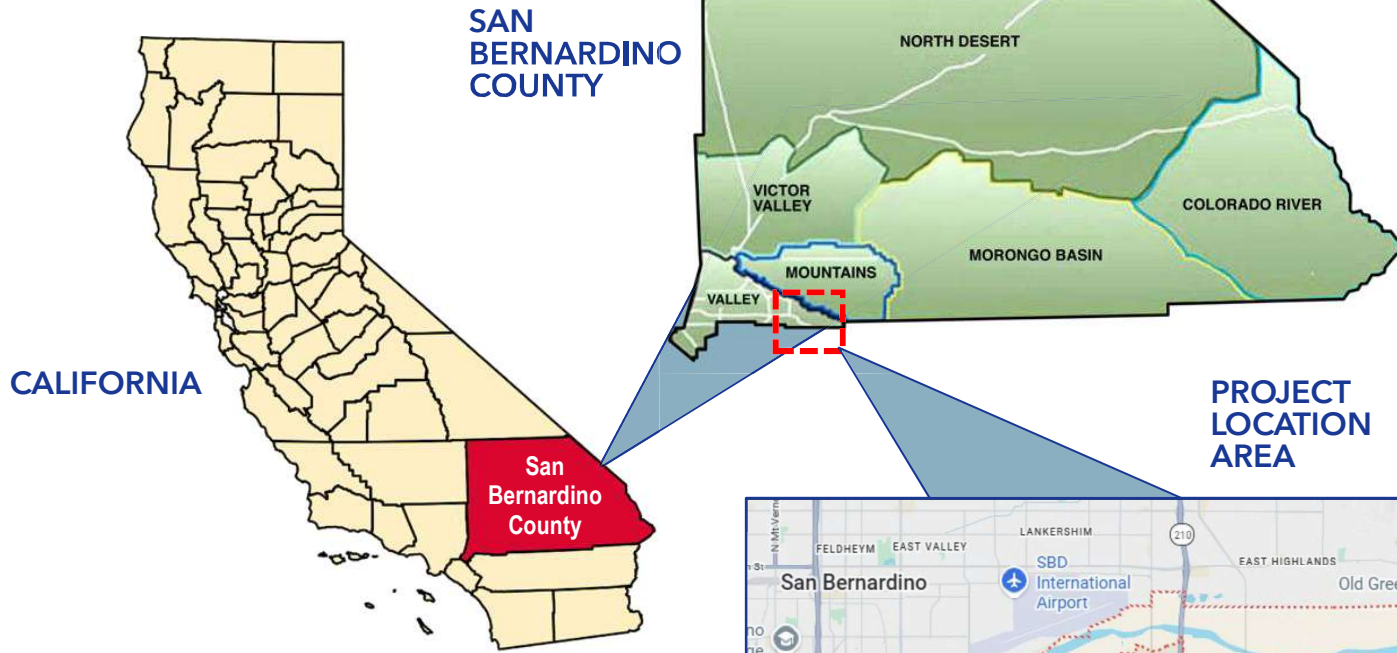 SAN
BERNARDINO
COUNTY
NORTH DESERT
VICTOR
VALLEY
COLORADO RIVER
MORONGO BASIN
MOUNTAINS
VALLEY
CALIFORNIA
San
Bernardino
County
PROJECT
LOCATION
AREA
LANKERSHIM
210
FELDHEYM
EAST VALLEY
EAST HIGHLANDS
San Bernardino
SBD
International
Airport
Old Gree